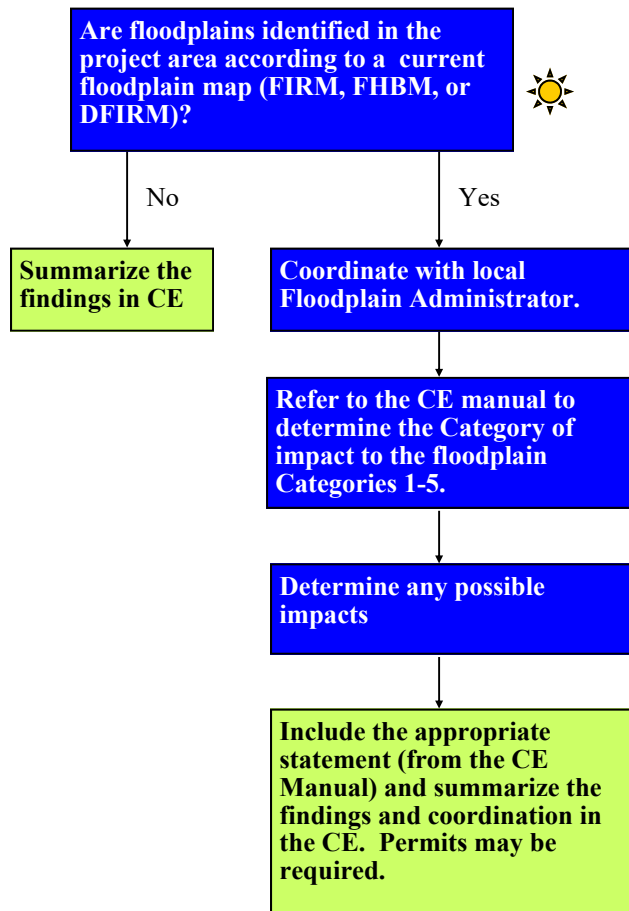 Are floodplains identified in the
project area according to a current
floodplain map (FIRM, FHBM, or
DFIRM)?
No
Yes
Summarize the
findings in CE
Coordinate with local
Floodplain Administrator.
Refer to the CE manual to
determine the Category of
impact to the floodplain
Categories 1-5.
Determine any possible
impacts
Include the appropriate
statement (from the CE
Manual) and summarize the
findings and coordination in
the CE. Permits may be
required.